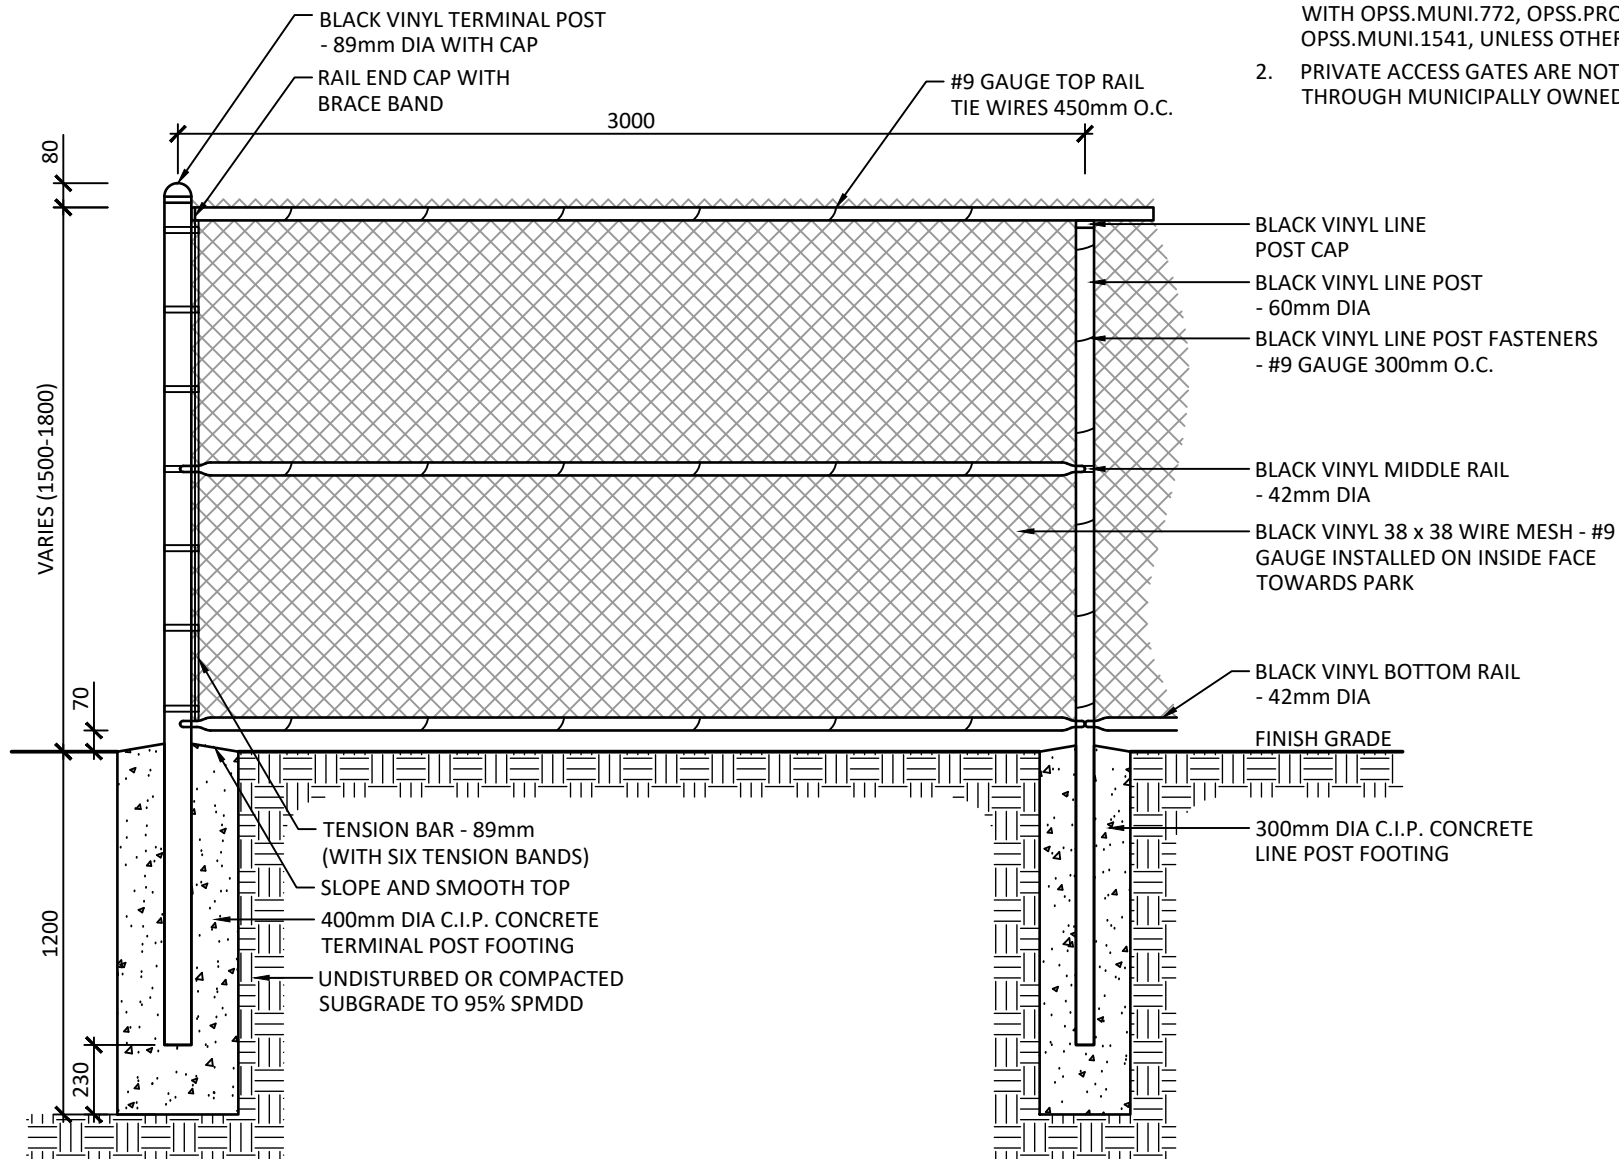 WITH OPSS.MUNI.772, OPSS.PRO
OPSS.MUNI.1541, UNLESS OTHER
2. PRIVATE ACCESS GATES ARE NOT
THROUGH MUNICIPALLY OWNED
BLACK VINYL TERMINAL POST
- 89mm DIA WITH CAP
RAIL END CAP WITH
BRACE BAND
#9 GAUGE TOP RAIL
TIE WIRES 450mm O.C.
3000
80
BLACK VINYL LINE
POST CAP
BLACK VINYL LINE POST
- 60mm DIA
BLACK VINYL LINE POST FASTENERS
- #9 GAUGE 300mm O.C.
VARIES (1500-1800)
BLACK VINYL MIDDLE RAIL
- 42mm DIA
BLACK VINYL 38 x 38 WIRE MESH - #9
GAUGE INSTALLED ON INSIDE FACE
TOWARDS PARK
BLACK VINYL BOTTOM RAIL
- 42mm DIA
70
FINISH GRADE
TENSION BAR - 89mm
(WITH SIX TENSION BANDS)
SLOPE AND SMOOTH TOP
400mm DIA C.I.P. CONCRETE
TERMINAL POST FOOTING
UNDISTURBED OR COMPACTED
SUBGRADE TO 95% SPMDD
300mm DIA C.I.P. CONCRETE
LINE POST FOOTING
1200
230